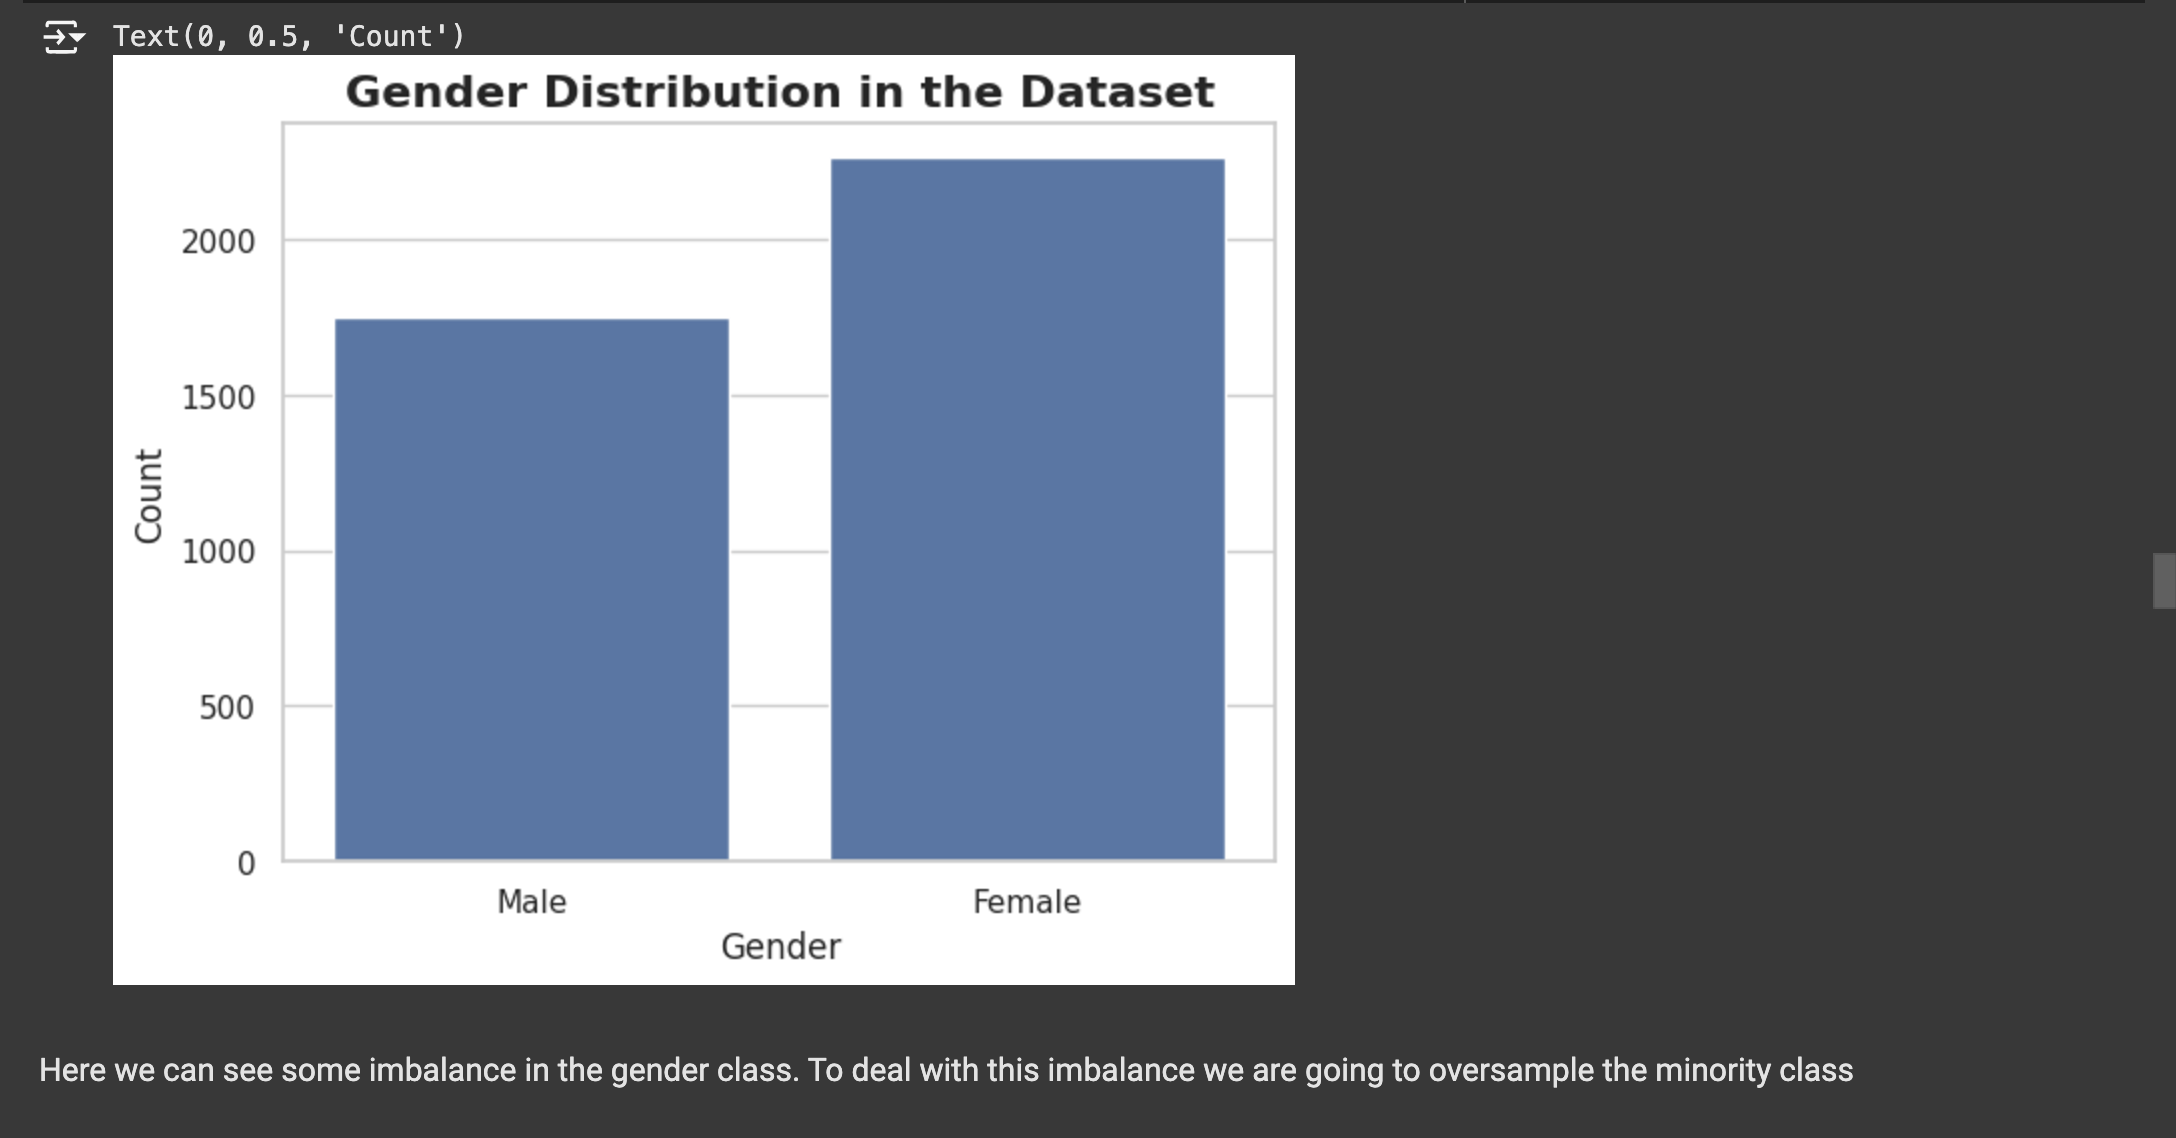 Text(0, 0.5, 'Count')
Gender Distribution in the Dataset
2000
1500
1000
500
0
Count
Male
Female
Gender
Here we can see some imbalance in the gender class. To deal with this imbalance we are going to oversample the minority class